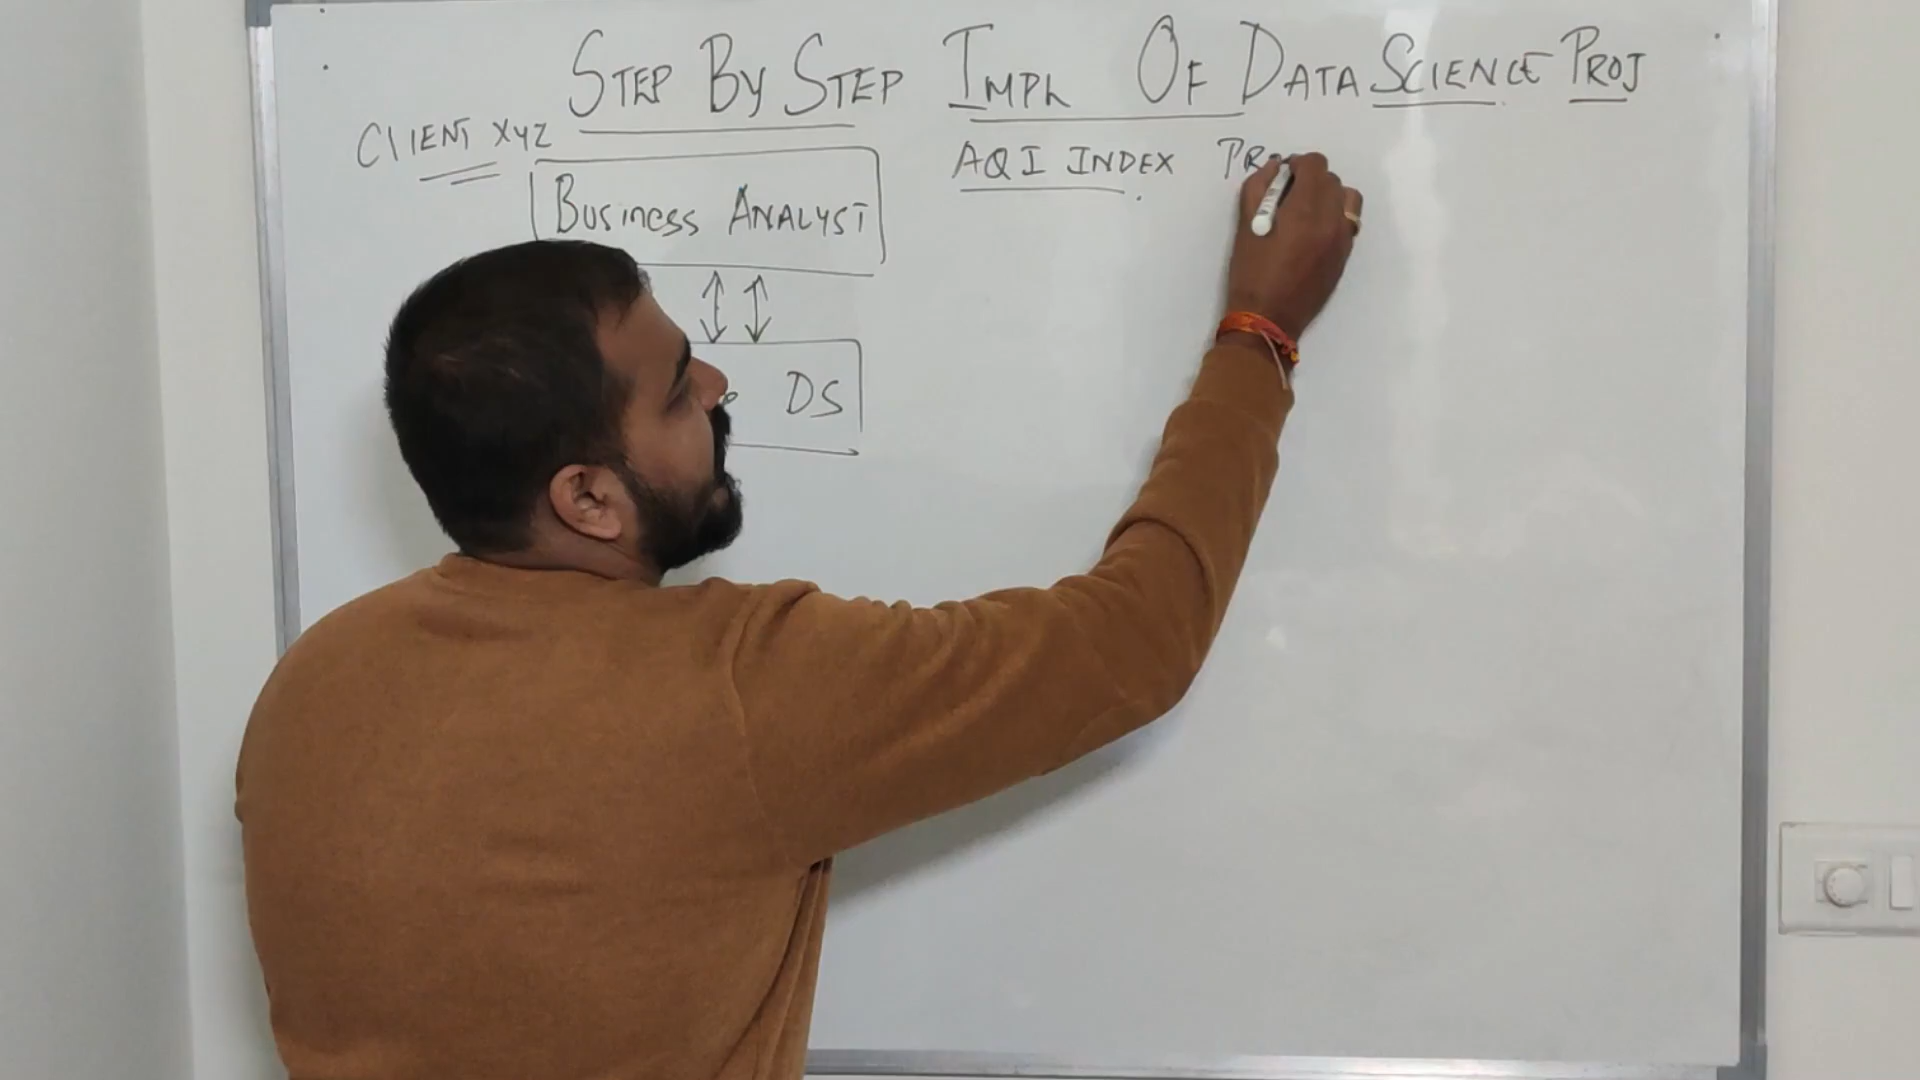 STEP BY STEP IMPL OF DATA SCIENCE PROJ
CLIENT XYZ
AQI INDEX
BUSINESS ANALYST
DS